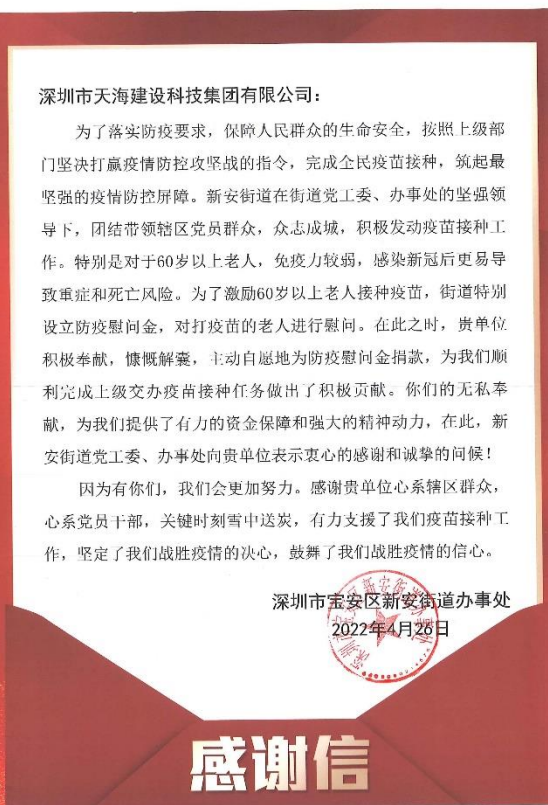 深圳市天海建设科技集团有限公司：
为了落实防疫要求，保障人民群众的生命安全，按照上级部
门坚决打赢疫情防控攻坚战的指令，完成全民疫苗接种，筑起最
坚强的疫情防控屏障。新安街道在街道党工委、办事处的坚强领
导下，团结带领辖区党员群众，众志成城，积极发动疫苗接种工
作。特别是对于60岁以上老人，免疫力较弱，感染新冠后更易导
致重症和死亡风险。为了激励60岁以上老人接种疫苗，街道特别
设立防疫慰问金，对打疫苗的老人进行慰问。在此之时，贵单位
积极奉献，慷慨解囊，主动自愿地为防疫慰问金捐款，为我们顺
利完成上级交办疫苗接种任务做出了积极贡献。你们的无私奉
献，为我们提供了有力的资金保障和强大的精神动力，在此，新
安街道党工委、办事处向贵单位表示衷心的感谢和诚挚的问候！
因为有你们，我们会更加努力。感谢贵单位心系辖区群众，
心系党员干部，关键时刻雪中送炭，有力支援了我们疫苗接种工
作，坚定了我们战胜疫情的决心，鼓舞了我们战胜疫情的信心。
深圳市宝安区新安街道办事处
2022年4月26日
深圳市宝安区新安街道办事处
感谢信